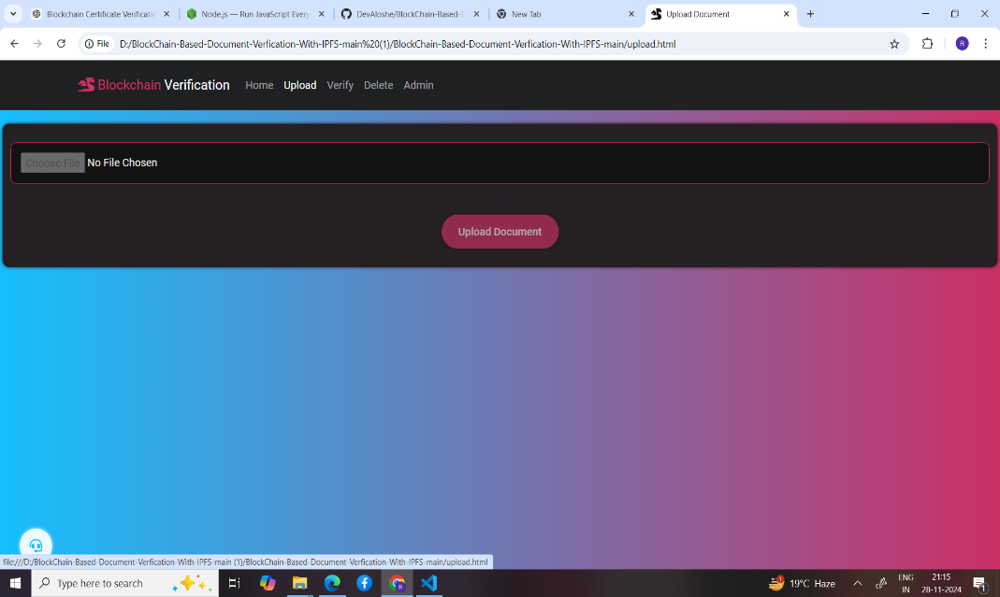 Blockchain Certificate Verificatio
Node.js — Run JavaScript Every
DevAloshe/BlockChain-Based-D
New Tab
Upload Document
File
D:/BlockChain-Based-Document-Verfication-With-IPFS-main%20(1)/BlockChain-Based-Document-Verfication-With-IPFS-main/upload.html
R
Blockchain Verification
Home
Upload
Verify
Delete
Admin
Choose File No File Chosen
Upload Document
file:///D:/BlockChain-Based-Document-Verfication-With-IPFS-main (1)/BlockChain-Based-Document-Verfication-With-IPFS-main/upload.html
Type here to search
R
1
19°C Haze
ENG
IN
21:15
28-11-2024
1